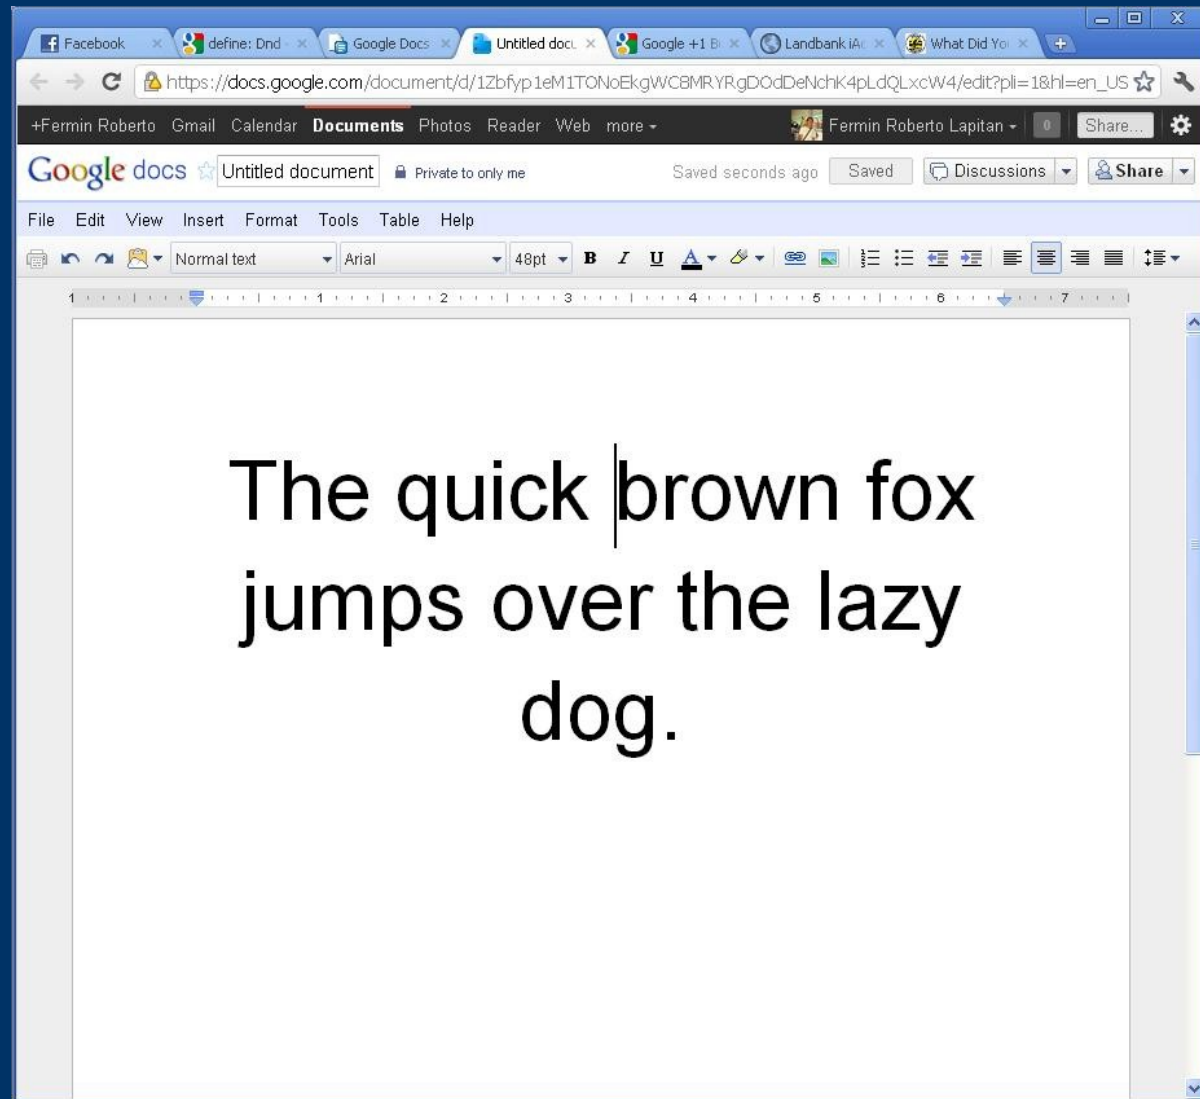 Facebook define: Dnd - Google Docs Untitled docu Google +1 B Landbank iAc What Did You
https://docs.google.com/document/d/1Zbfyp1eM1TONoEkgWC8MRYRgDOdDeNchK4pLdQLxcW4/edit?pli=1&hl=en_US
+Fermin Roberto Gmail Calendar Documents Photos Reader Web more Fermin Roberto Lapitan 0 Share...
Google docs Untitled document Private to only me Saved seconds ago Saved Discussions Share
File Edit View Insert Format Tools Table Help
Normal text Arial 48pt B I U A
1 1 2 3 4 5 6 7
The quick brown fox
jumps over the lazy
dog.